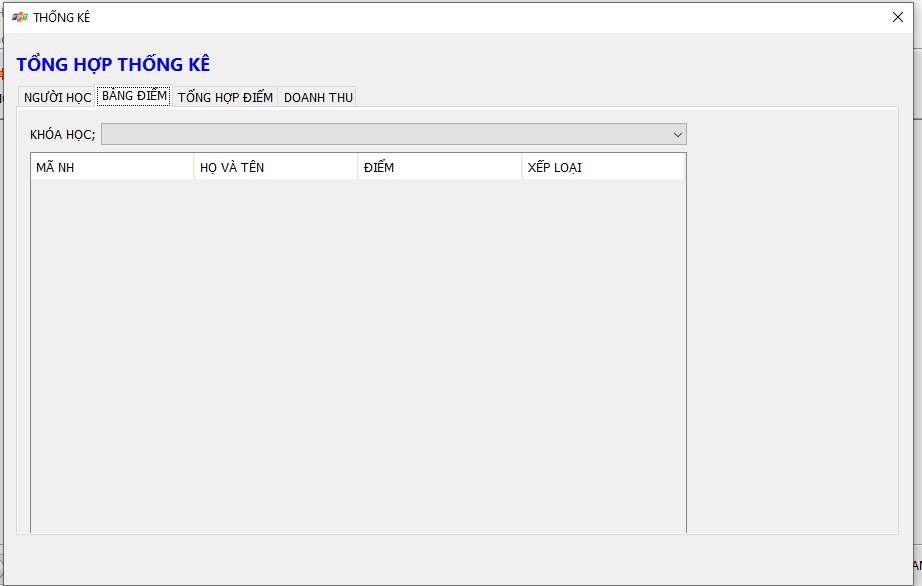 THỐNG KÊ
TỔNG HỢP THỐNG KÊ
NGƯỜI HỌC BẢNG ĐIỂM TỔNG HỢP ĐIỂM DOANH THU
KHÓA HỌC;
MÃ NH HỌ VÀ TÊN ĐIỂM XẾP LOẠI